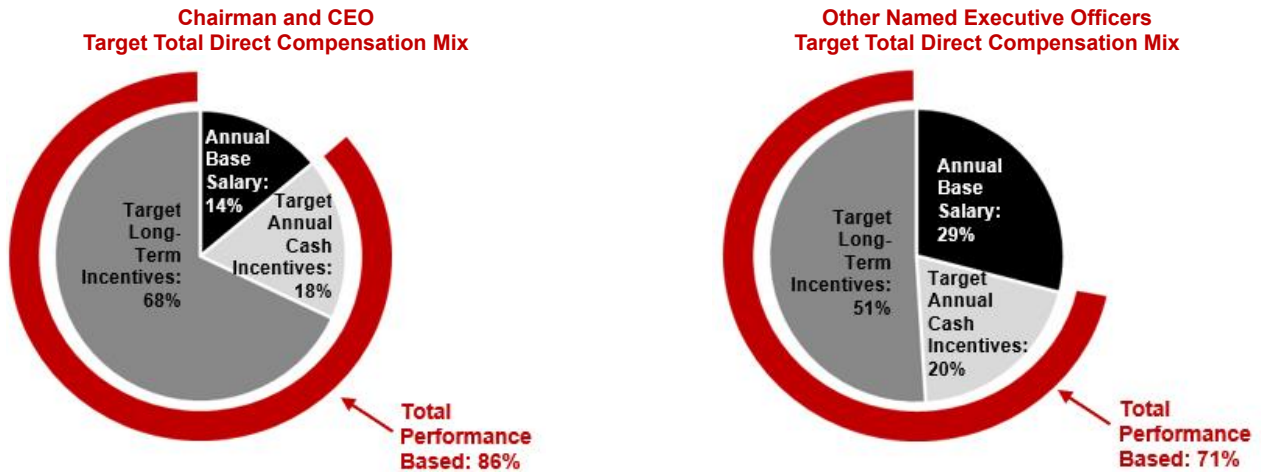 Chairman and CEO
Target Total Direct Compensation Mix
Annual
Base
Salary:
14%
Target
Annual
Cash
Incentives:
18%
Target
Long-
Term
Incentives:
68%
Total
Performance
Based: 86%
Other Named Executive Officers
Target Total Direct Compensation Mix
Annual
Base
Salary:
29%
Target
Annual
Cash
Incentives:
20%
Target
Long-
Term
Incentives:
51%
Total
Performance
Based: 71%